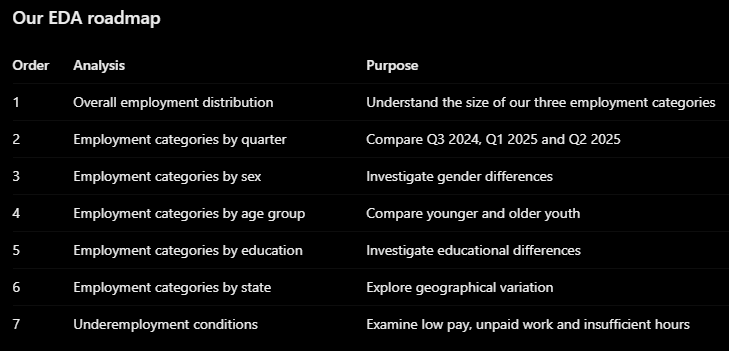 Our EDA roadmap
Order Analysis Purpose
1 Overall employment distribution Understand the size of our three employment categories
2 Employment categories by quarter Compare Q3 2024, Q1 2025 and Q2 2025
3 Employment categories by sex Investigate gender differences
4 Employment categories by age group Compare younger and older youth
5 Employment categories by education Investigate educational differences
6 Employment categories by state Explore geographical variation
7 Underemployment conditions Examine low pay, unpaid work and insufficient hours